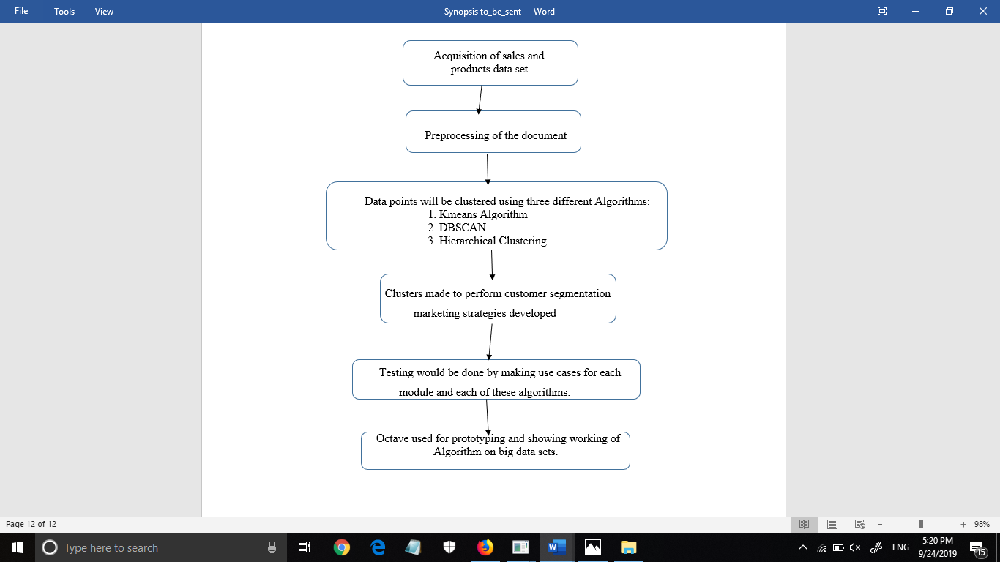 File Tools View Synopsis to_be_sent - Word
Acquisition of sales and
products data set.
Preprocessing of the document
Data points will be clustered using three different Algorithms:
1. Kmeans Algorithm
2. DBSCAN
3. Hierarchical Clustering
Clusters made to perform customer segmentation
marketing strategies developed
Testing would be done by making use cases for each
module and each of these algorithms.
Octave used for prototyping and showing working of
Algorithm on big data sets.
Page 12 of 12 98%
Type here to search
ENG
5:20 PM
9/24/2019
15